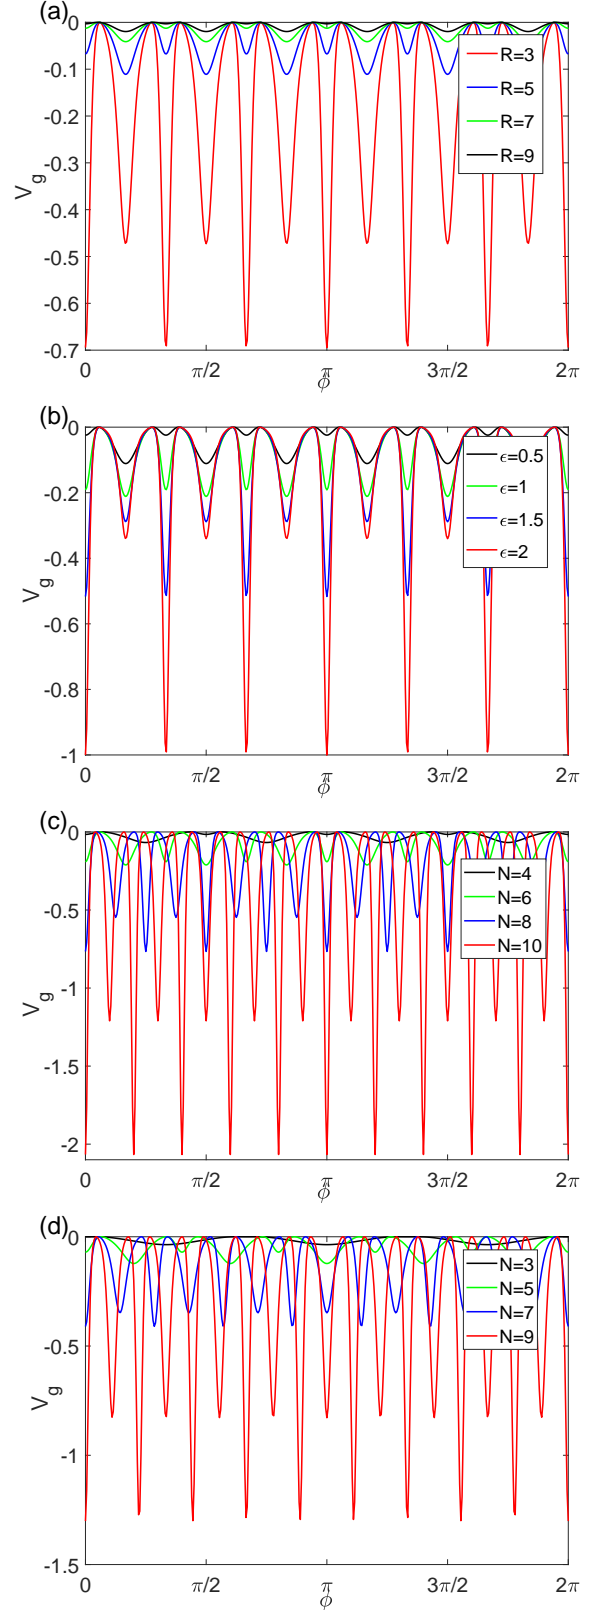 (a)
0
-0.1
-0.2
-0.3
-0.4
-0.5
-0.6
-0.7
V_g
R=3
R=5
R=7
R=9
0 π/2 π 3π/2 2π
ϕ
(b)
0
-0.2
-0.4
-0.6
-0.8
-1
V_g
ϵ=0.5
ϵ=1
ϵ=1.5
ϵ=2
0 π/2 π 3π/2 2π
ϕ
(c)
0
-0.5
-1
-1.5
-2
V_g
N=4
N=6
N=8
N=10
0 π/2 π 3π/2 2π
ϕ
(d)
0
-0.5
-1
-1.5
V_g
N=3
N=5
N=7
N=9
0 π/2 π 3π/2 2π
ϕ